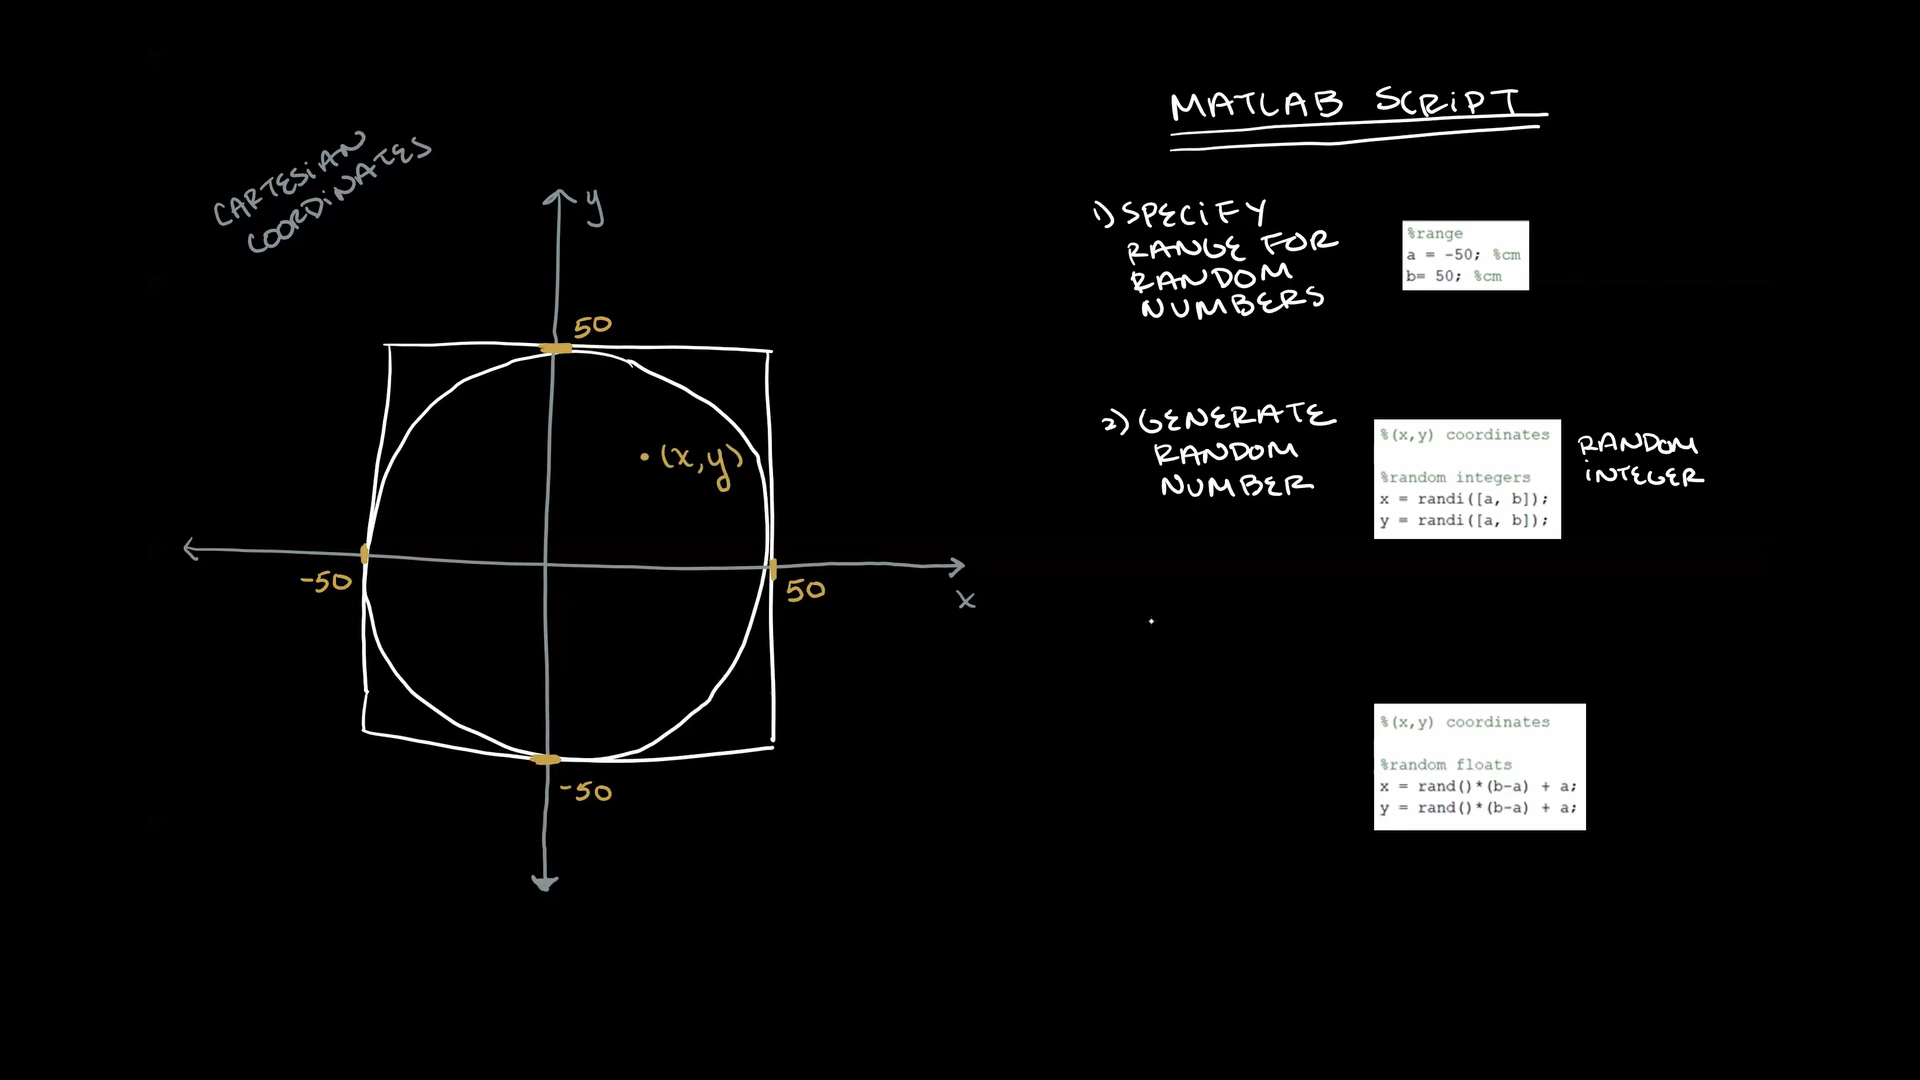 CARTESIAN
COORDINATES
y
50
(x,y)
-50
50
x
-50
MATLAB SCRIPT
1) SPECIFY
RANGE FOR
RANDOM
NUMBERS
%range
a = -50; %cm
b= 50; %cm
2) GENERATE
RANDOM
NUMBER
%(x,y) coordinates
%random integers
x = randi([a, b]);
y = randi([a, b]);
RANDOM
INTEGER
%(x,y) coordinates
%random floats
x = rand()*(b-a) + a;
y = rand()*(b-a) + a;